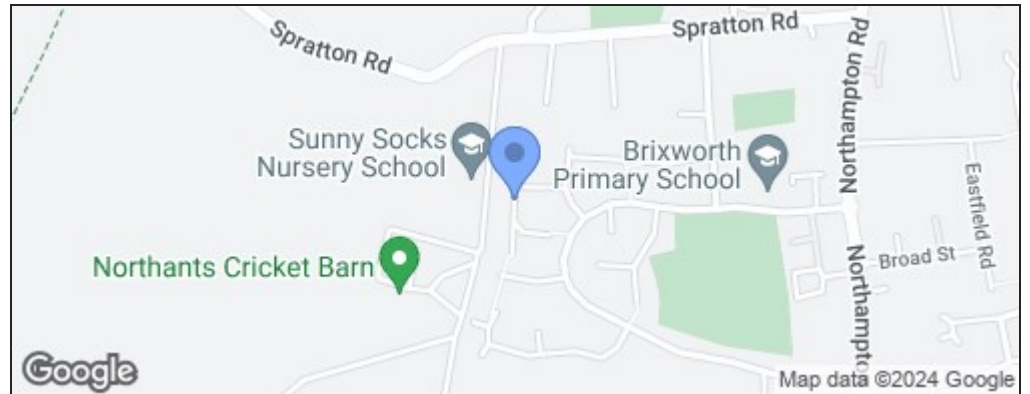 Spratton Rd
Spratton Rd
Northampton Rd
Sunny Socks
Nursery School
Brixworth
Primary School
Eastfield Rd
Northants Cricket Barn
Broad St
Northampto
Google
Map data ©2024 Google